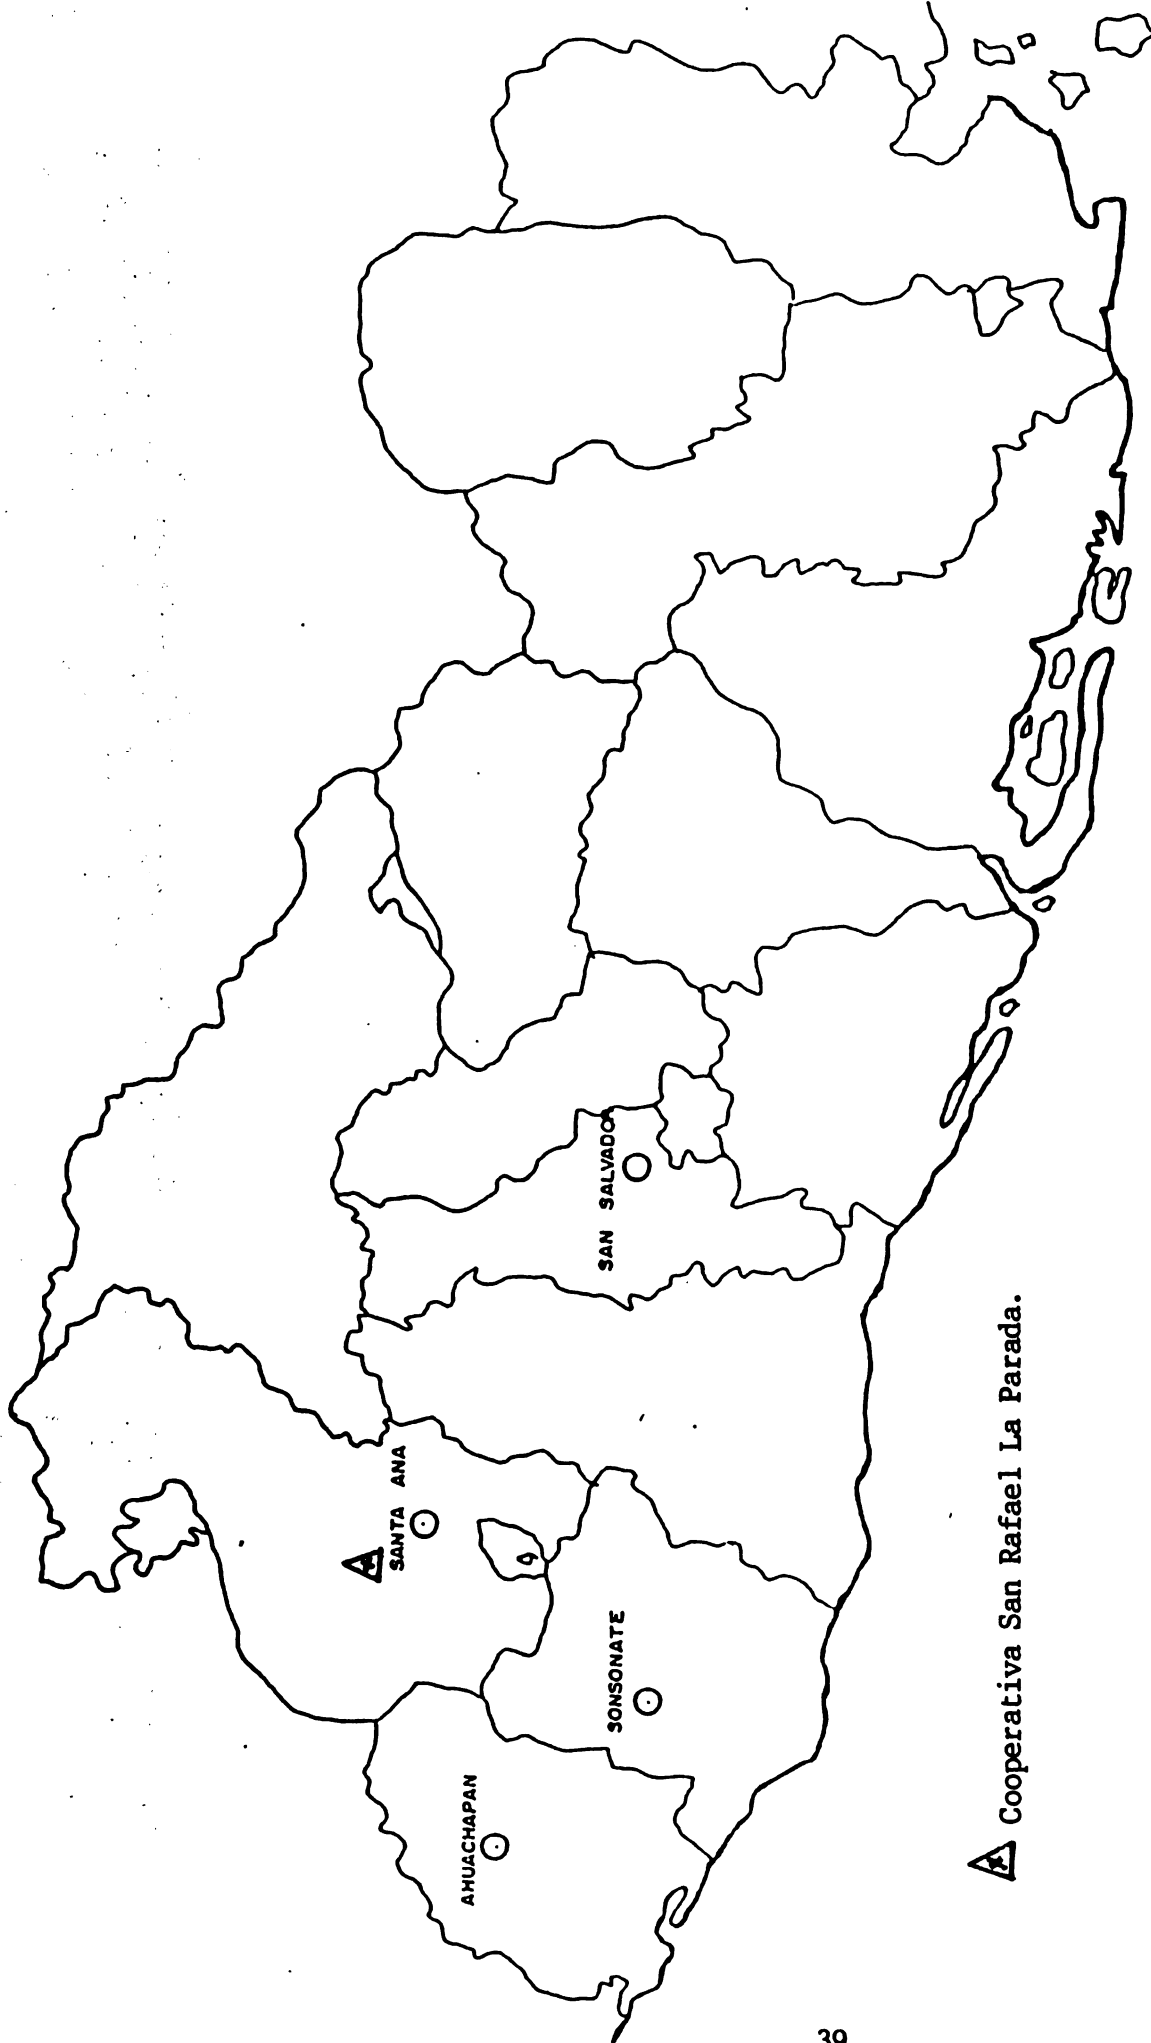 SANTA ANA
AHUACHAPAN
SONSONATE
SAN SALVADOR
Cooperativa San Rafael La Parada.
39